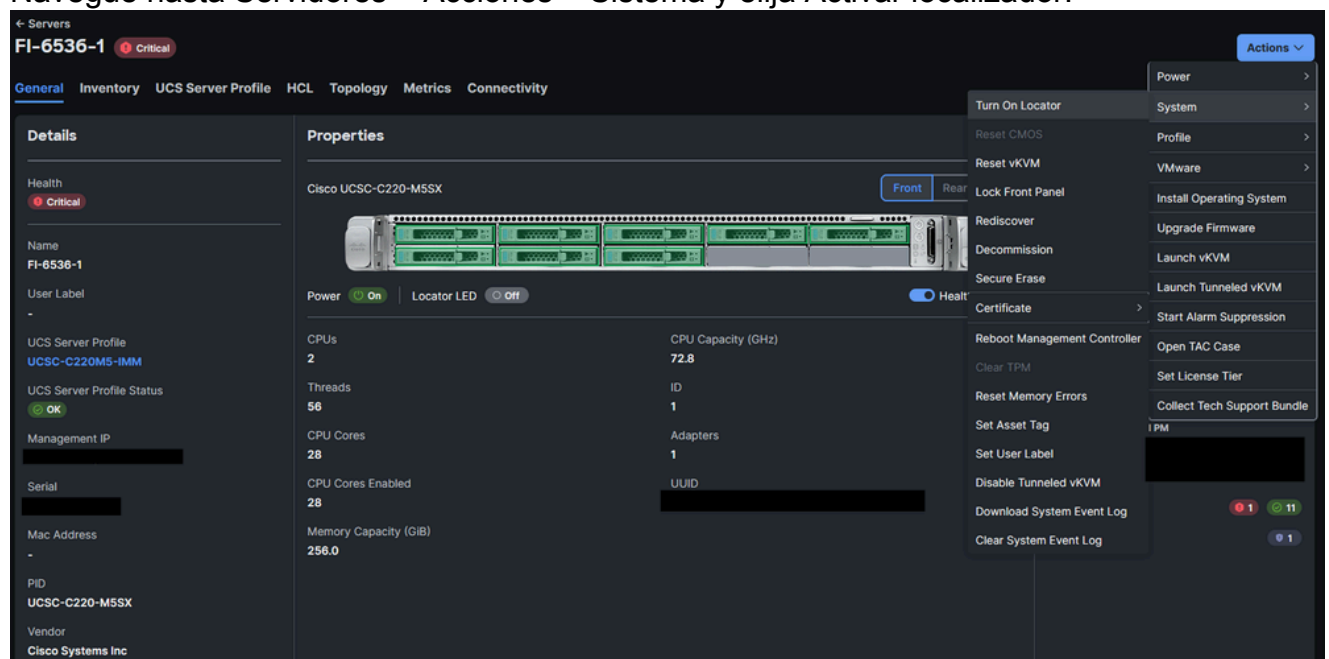 Navegue hasta Servidores > Acciones > Sistema y elija Activar localizador.
← Servers
FI-6536-1 Critical
Actions
General Inventory UCS Server Profile HCL Topology Metrics Connectivity
Power
System
Profile
VMware
Install Operating System
Upgrade Firmware
Launch vKVM
Launch Tunneled vKVM
Start Alarm Suppression
Open TAC Case
Set License Tier
Collect Tech Support Bundle
Turn On Locator
Reset CMOS
Reset vKVM
Lock Front Panel
Rediscover
Decommission
Secure Erase
Certificate
Reboot Management Controller
Clear TPM
Reset Memory Errors
Set Asset Tag
Set User Label
Disable Tunneled vKVM
Download System Event Log
Clear System Event Log
Details
Health
Critical
Name
FI-6536-1
User Label
-
UCS Server Profile
UCSC-C220M5-IMM
UCS Server Profile Status
OK
Management IP
Serial
Mac Address
-
PID
UCSC-C220-M5SX
Vendor
Cisco Systems Inc
Properties
Cisco UCSC-C220-M5SX
Front Rear
Power On Locator LED Off
Healt
CPUs
2
Threads
56
CPU Cores
28
CPU Cores Enabled
28
Memory Capacity (GiB)
256.0
CPU Capacity (GHz)
72.8
ID
1
Adapters
1
UUID
PM
1 11
1